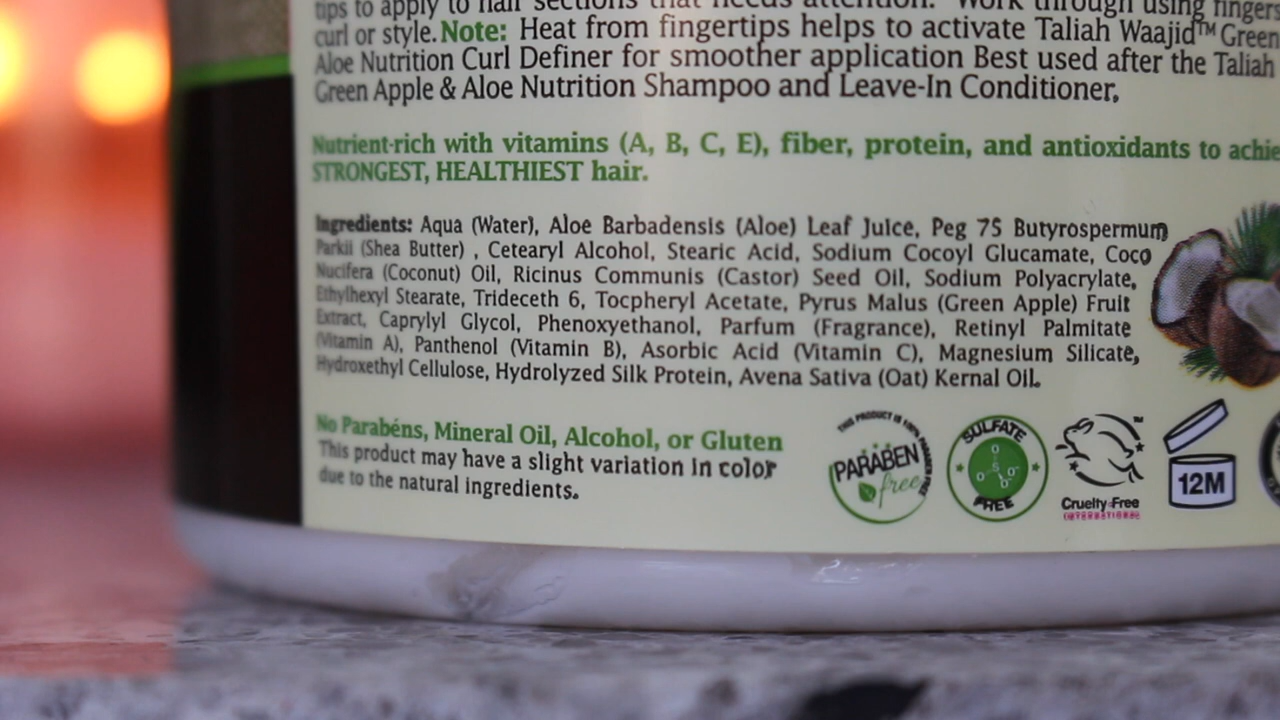 tips to apply to hair sections that needs attention. Work through using fingers
curl or style. Note: Heat from fingertips helps to activate Taliah Waajid™ Green
Aloe Nutrition Curl Definer for smoother application Best used after the Taliah
Green Apple & Aloe Nutrition Shampoo and Leave-In Conditioner.
Nutrient-rich with vitamins (A, B, C, E), fiber, protein, and antioxidants to achie
STRONGEST, HEALTHIEST hair.
Ingredients: Aqua (Water), Aloe Barbadensis (Aloe) Leaf Juice, Peg 75 Butyrospermum
Parkii (Shea Butter) , Cetearyl Alcohol, Stearic Acid, Sodium Cocoyl Glucamate, Coco
Nucifera (Coconut) Oil, Ricinus Communis (Castor) Seed Oil, Sodium Polyacrylate,
Ethylhexyl Stearate, Trideceth 6, Tocpheryl Acetate, Pyrus Malus (Green Apple) Fruit
Extract, Caprylyl Glycol, Phenoxyethanol, Parfum (Fragrance), Retinyl Palmitate
(Vitamin A), Panthenol (Vitamin B), Asorbic Acid (Vitamin C), Magnesium Silicate,
Hydroxethyl Cellulose, Hydrolyzed Silk Protein, Avena Sativa (Oat) Kernal Oil.
No Parabéns, Mineral Oil, Alcohol, or Gluten
This product may have a slight variation in color
due to the natural ingredients.
THIS PRODUCT IS 100% PARABEN FREE
PARABEN
free
SULFATE
FREE
Cruelty Free
INTERNATIONAL
12M